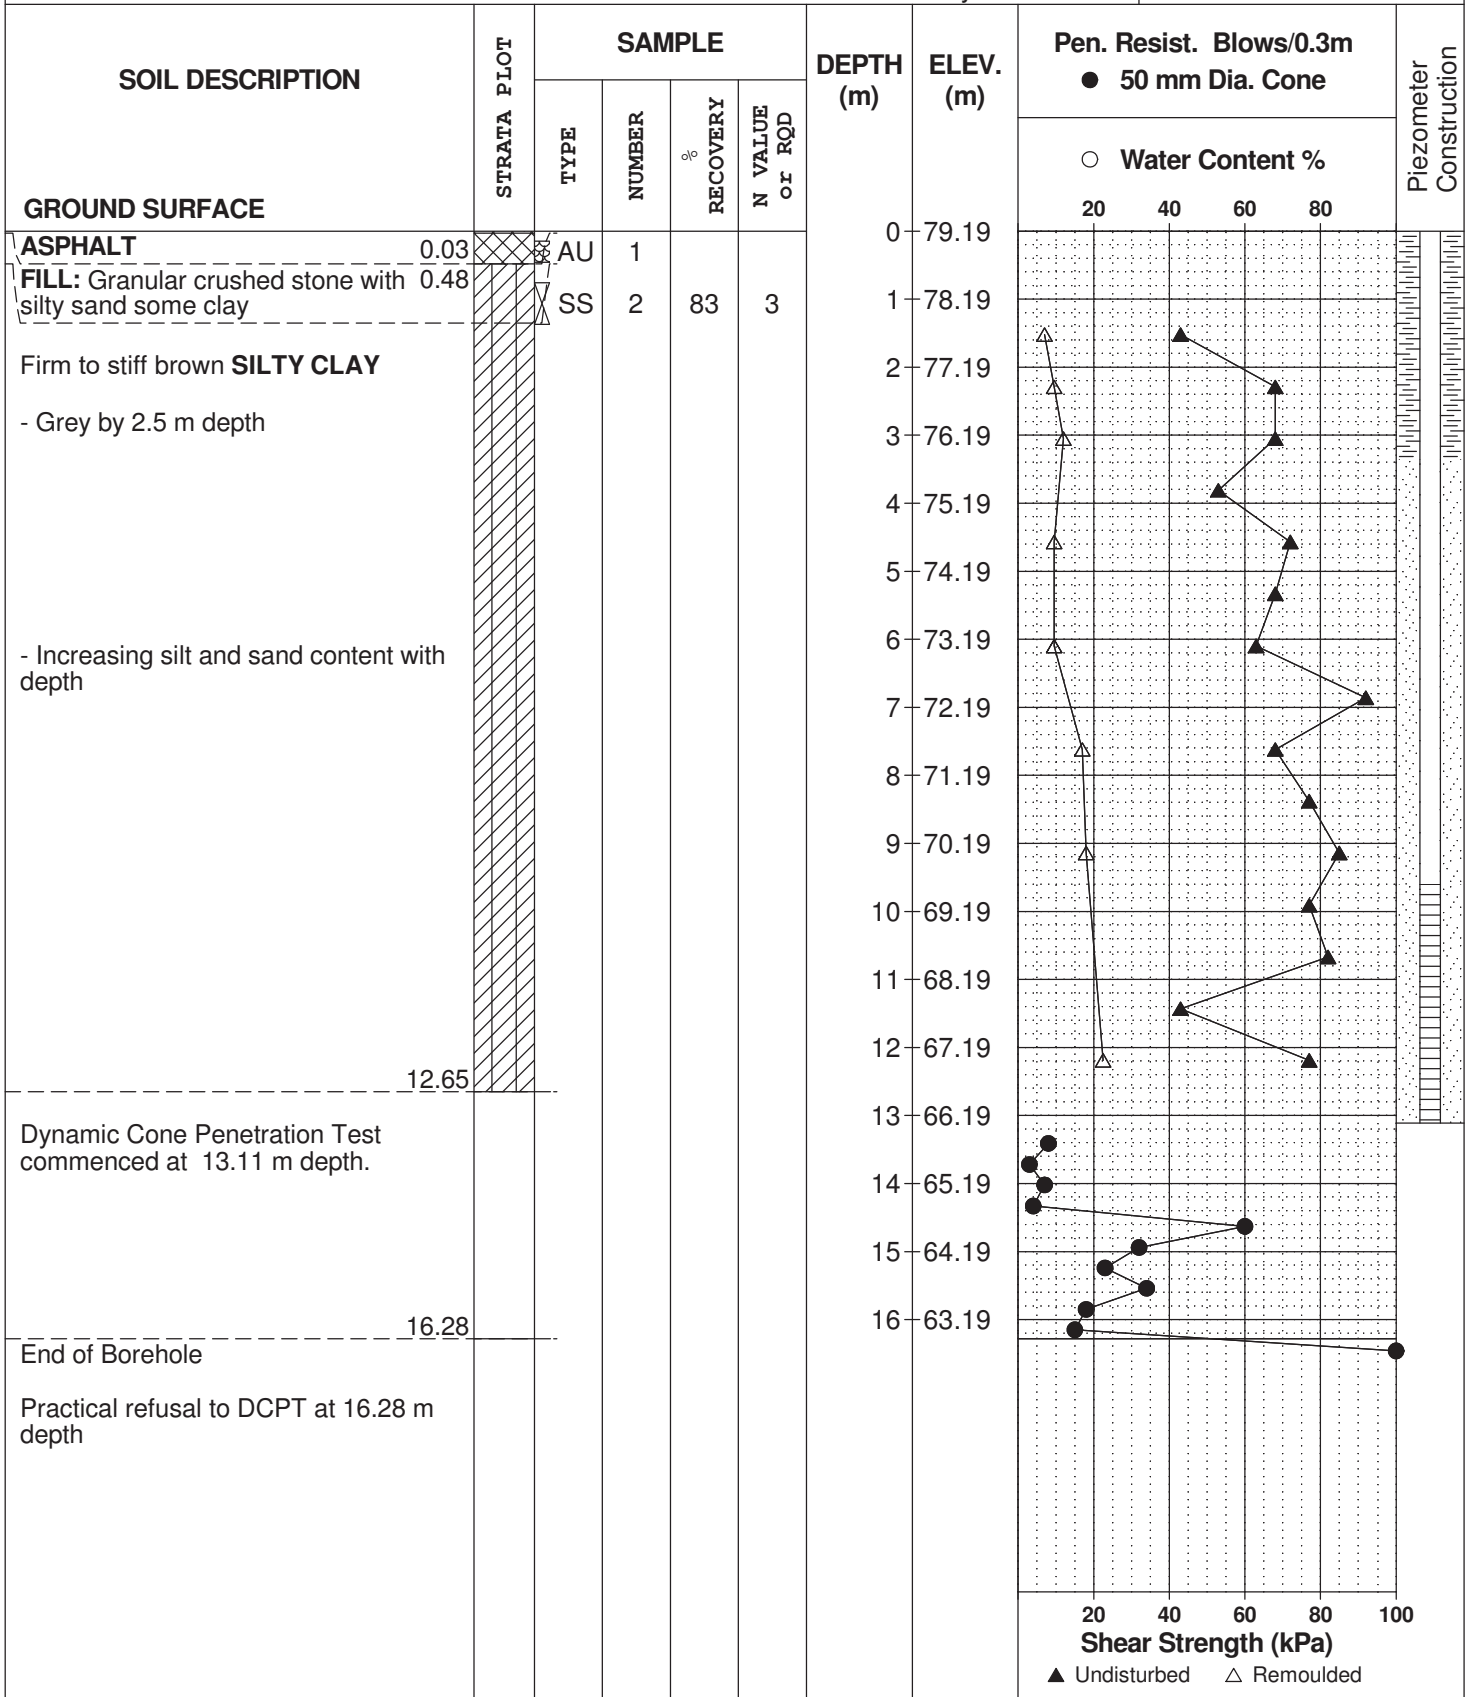 SOIL DESCRIPTION
GROUND SURFACE
STRATA PLOT
SAMPLE
TYPE
NUMBER
%
RECOVERY
N VALUE
or RQD
DEPTH
(m)
ELEV.
(m)
Pen. Resist. Blows/0.3m
● 50 mm Dia. Cone
○ Water Content %
20 40 60 80
Piezometer
Construction
ASPHALT 0.03
AU 1
0 79.19
FILL: Granular crushed stone with 0.48
silty sand some clay
SS 2 83 3
1 78.19
Firm to stiff brown SILTY CLAY
2 77.19
- Grey by 2.5 m depth
3 76.19
4 75.19
5 74.19
6 73.19
- Increasing silt and sand content with
depth
7 72.19
8 71.19
9 70.19
10 69.19
11 68.19
12 67.19
12.65
13 66.19
Dynamic Cone Penetration Test
commenced at 13.11 m depth.
14 65.19
15 64.19
16 63.19
16.28
End of Borehole
Practical refusal to DCPT at 16.28 m
depth
20 40 60 80 100
Shear Strength (kPa)
▲ Undisturbed △ Remoulded